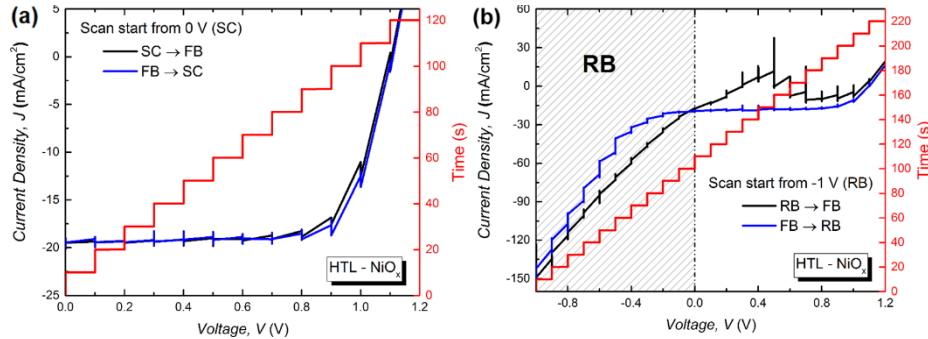 (a)
Scan start from 0 V (SC)
SC → FB
FB → SC
HTL - NiOx
Current Density, J (mA/cm²)
5
0
-5
-10
-15
-20
-25
0.0 0.2 0.4 0.6 0.8 1.0 1.2
Voltage, V (V)
120
100
80
60
40
20
0
Time (s)
(b)
RB
Scan start from -1 V (RB)
RB → FB
FB → RB
HTL - NiOx
Current Density, J (mA/cm²)
60
30
0
-30
-60
-90
-120
-150
-0.8 -0.4 0.0 0.4 0.8 1.2
Voltage, V (V)
220
200
180
160
140
120
100
80
60
40
20
0
Time (s)